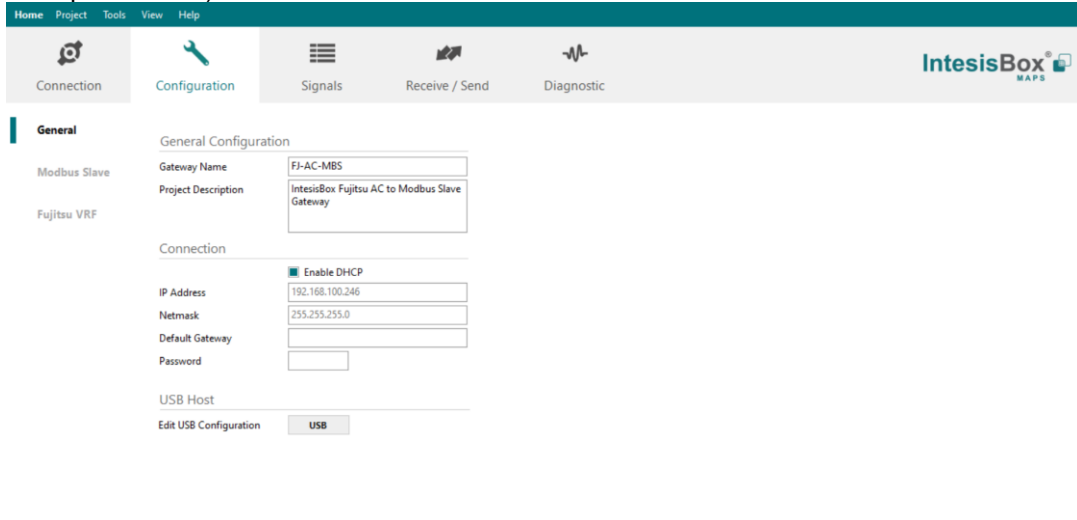 Home Project Tools View Help
Connection Configuration Signals Receive / Send Diagnostic
IntesisBox®
MAPS
General
Modbus Slave
Fujitsu VRF
General Configuration
Gateway Name FJ-AC-MBS
Project Description IntesisBox Fujitsu AC to Modbus Slave
Gateway
Connection
Enable DHCP
IP Address 192.168.100.246
Netmask 255.255.255.0
Default Gateway
Password
USB Host
Edit USB Configuration USB